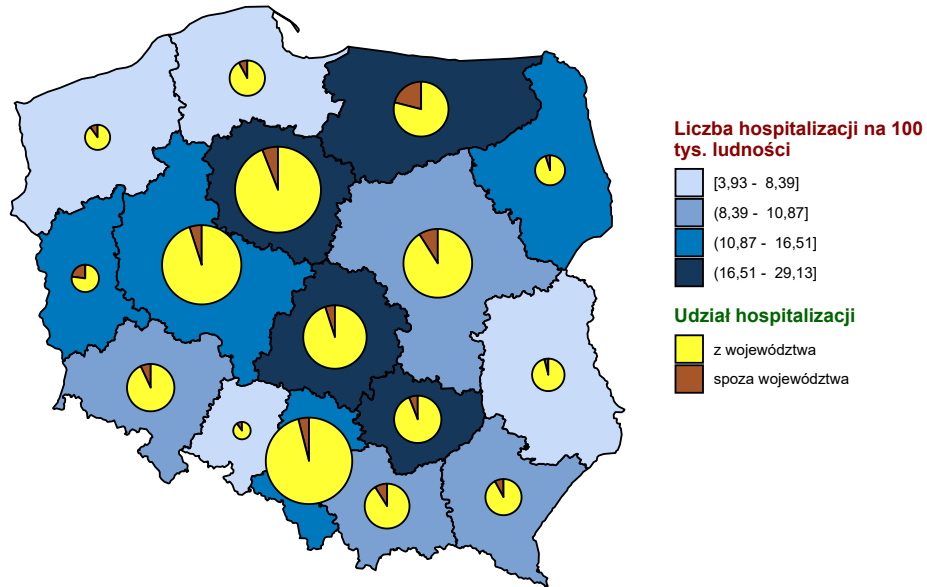 Liczba hospitalizacji na 100
tys. ludności
[3,93 - 8,39]
(8,39 - 10,87]
(10,87 - 16,51]
(16,51 - 29,13]
Udział hospitalizacji
z województwa
spoza województwa